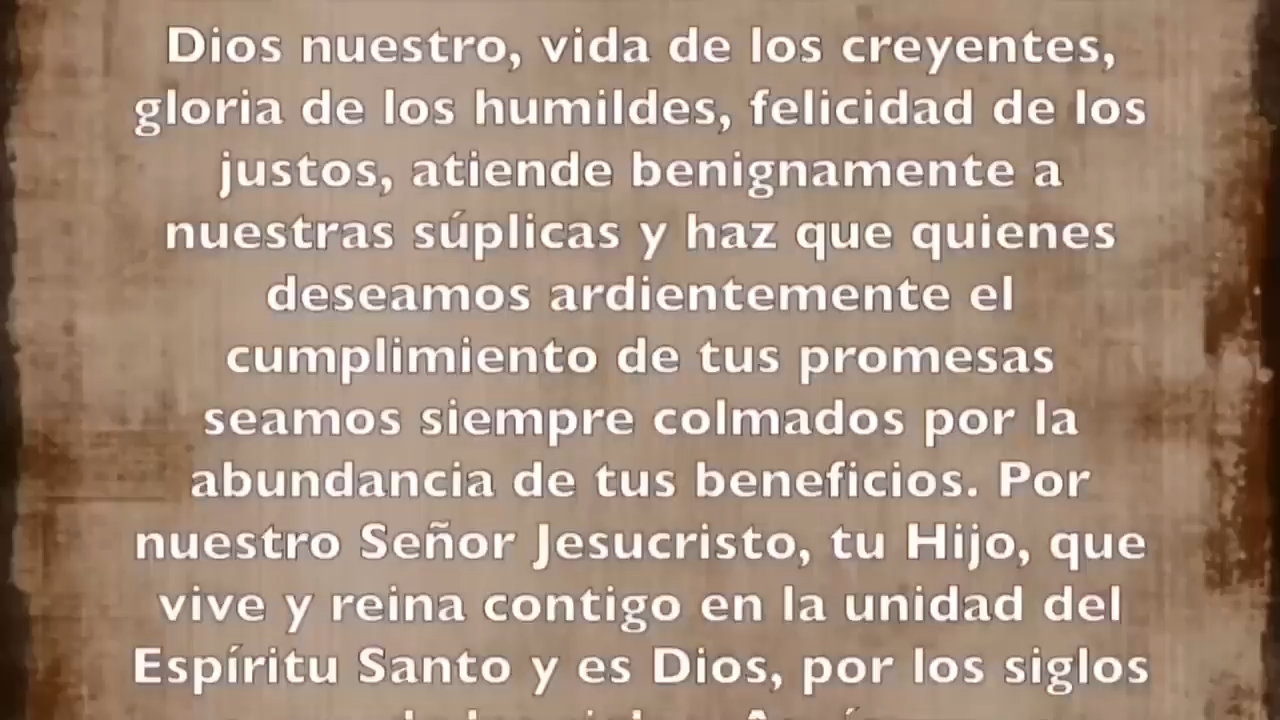 Dios nuestro, vida de los creyentes,
gloria de los humildes, felicidad de los
justos, atiende benignamente a
nuestras súplicas y haz que quienes
deseamos ardientemente el
cumplimiento de tus promesas
seamos siempre colmados por la
abundancia de tus beneficios. Por
nuestro Señor Jesucristo, tu Hijo, que
vive y reina contigo en la unidad del
Espíritu Santo y es Dios, por los siglos